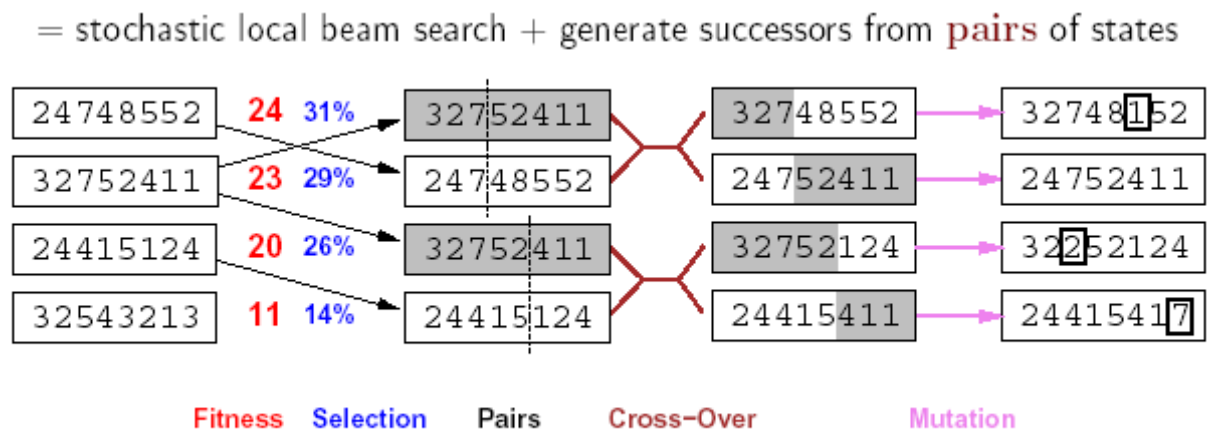 = stochastic local beam search + generate successors from pairs of states
24748552 24 31% 32752411 32748552 32748152
32752411 23 29% 24748552 24752411 24752411
24415124 20 26% 32752411 32752124 32252124
32543213 11 14% 24415124 24415411 24415417
Fitness Selection Pairs Cross-Over Mutation